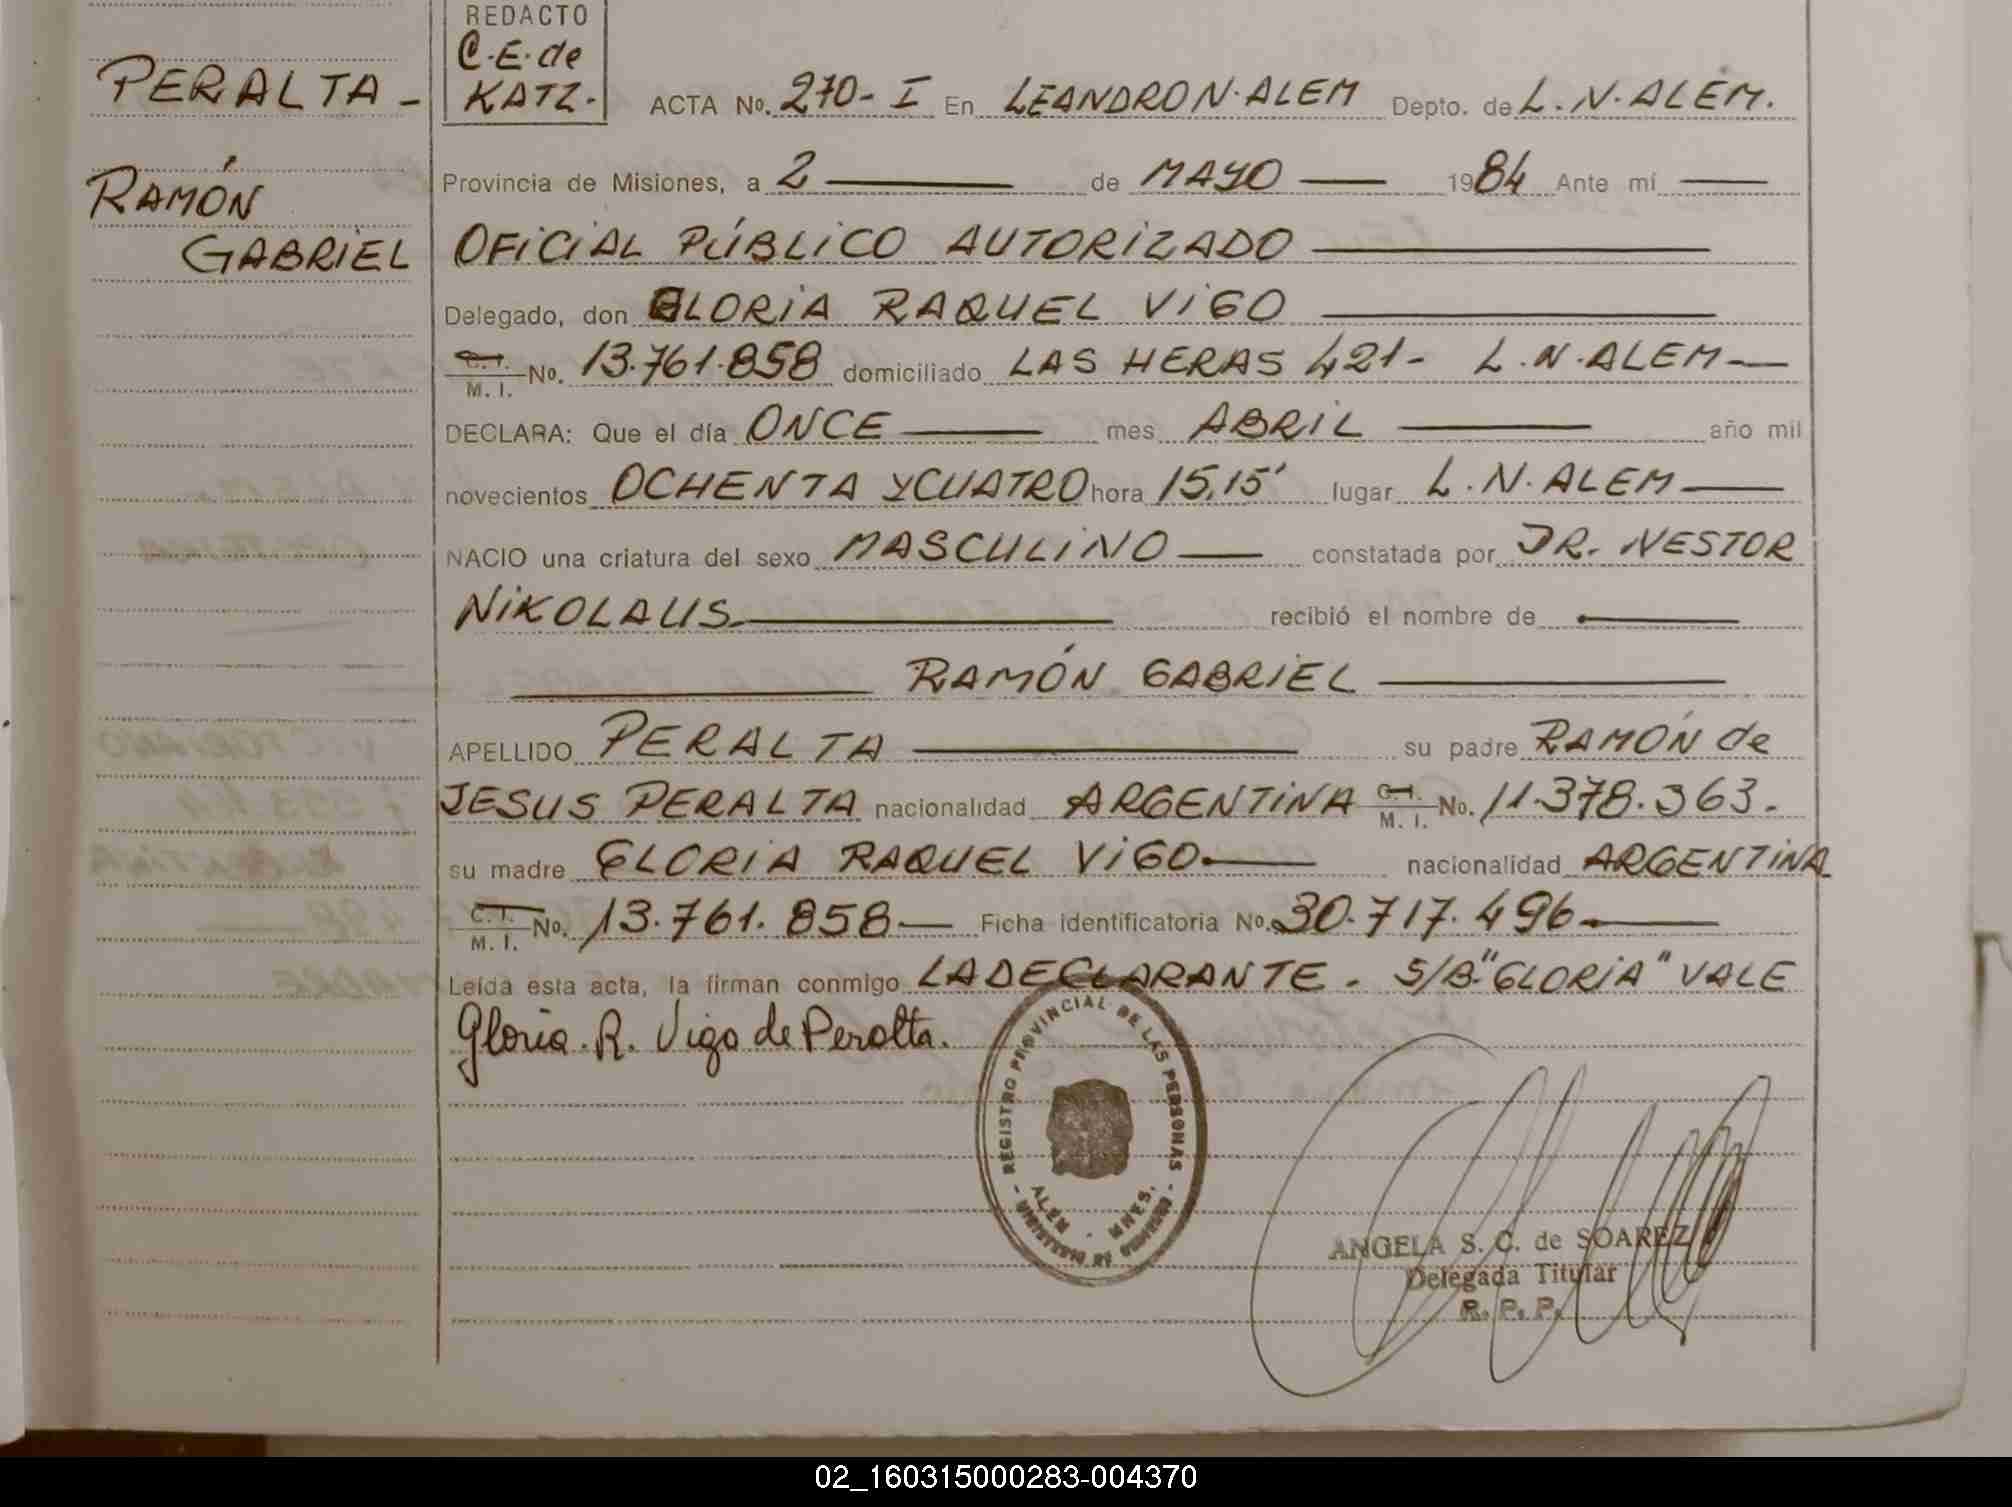 REDACTO
C.E. de
KATZ.
PERALTA -
RAMÓN
GABRIEL
ACTA No. 270- I En LEANDRO N. ALEM Depto. de L. N. ALEM.
Provincia de Misiones, a 2 de MAYO 1984 Ante mí
OFICIAL PÚBLICO AUTORIZADO
Delegado, don GLORIA RAQUEL VIGO
C.I. M. I. No. 13.761.858 domiciliado LAS HERAS 421- L.N.ALEM
DECLARA: Que el día ONCE mes ABRIL año mil
novecientos OCHENTA Y CUATRO hora 15,15' lugar L.N. ALEM
NACIO una criatura del sexo MASCULINO constatada por DR. NESTOR
NIKOLAUS. recibió el nombre de
RAMÓN GABRIEL
APELLIDO PERALTA su padre RAMÓN de
JESUS PERALTA nacionalidad ARGENTINA C.I. M. I. No. 11.378.363.
su madre GLORIA RAQUEL VIGO nacionalidad ARGENTINA
C.I. M. I. No. 13.761.858 Ficha identificatoria No. 30.717.496
Leída esta acta, la firman conmigo LA DECLARANTE. S/B. "GLORIA" VALE
Gloria. R. Vigo de Peralta.
REGISTRO PROVINCIAL DE LAS PERSONAS
ALEM - MNES.
MINISTERIO DE GOBIERNO
ANGELA S. C. de SOAREZ
Delegada Titular
R. P. P.
02_160315000283-004370